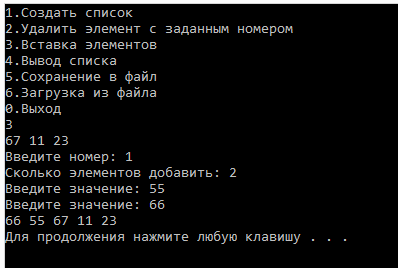 1.Создать список
2.Удалить элемент с заданным номером
3.Вставка элементов
4.Вывод списка
5.Сохранение в файл
6.Загрузка из файла
0.Выход
3
67 11 23
Введите номер: 1
Сколько элементов добавить: 2
Введите значение: 55
Введите значение: 66
66 55 67 11 23
Для продолжения нажмите любую клавишу . . .